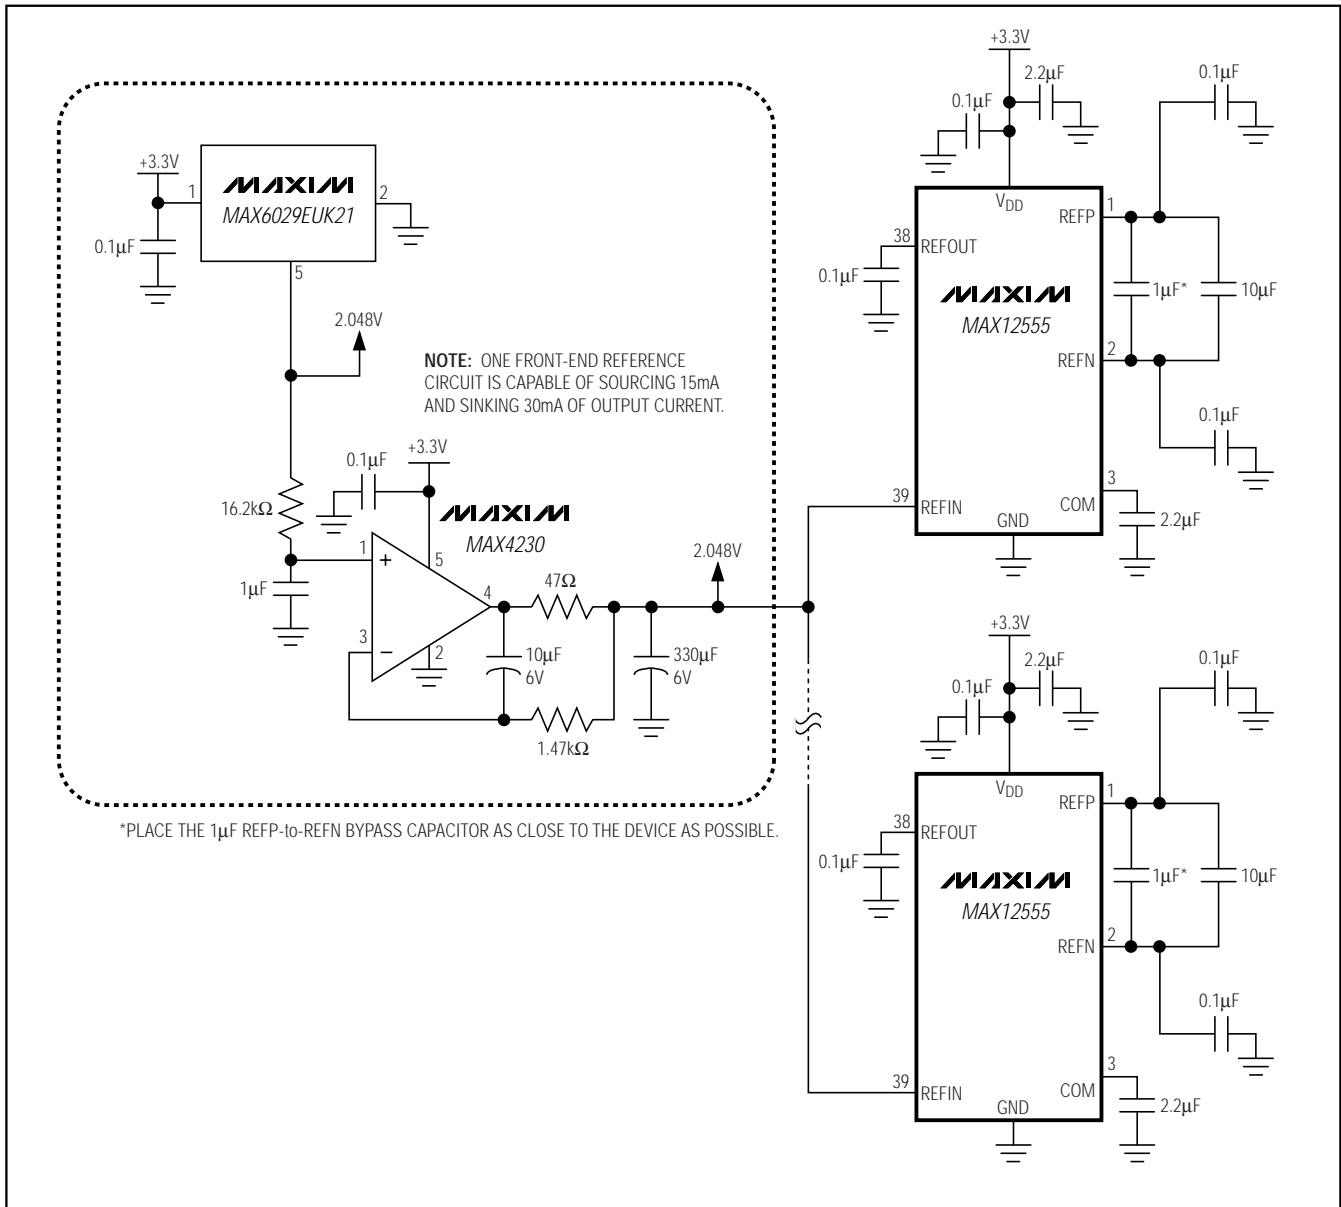 +3.3V
1
MAXIM
MAX6029EUK21
2
0.1µF
5
2.048V
NOTE: ONE FRONT-END REFERENCE
CIRCUIT IS CAPABLE OF SOURCING 15mA
AND SINKING 30mA OF OUTPUT CURRENT.
16.2kΩ
1µF
0.1µF
+3.3V
MAXIM
MAX4230
1
+
5
4
3
−
2
47Ω
10µF
6V
1.47kΩ
330µF
6V
2.048V
*PLACE THE 1µF REFP-to-REFN BYPASS CAPACITOR AS CLOSE TO THE DEVICE AS POSSIBLE.
+3.3V
2.2µF
0.1µF
0.1µF
VDD
REFP
1
38
REFOUT
0.1µF
MAXIM
MAX12555
1µF*
10µF
REFN
2
0.1µF
3
COM
2.2µF
39
REFIN
GND
+3.3V
2.2µF
0.1µF
0.1µF
VDD
REFP
1
38
REFOUT
0.1µF
MAXIM
MAX12555
1µF*
10µF
REFN
2
0.1µF
3
COM
2.2µF
39
REFIN
GND